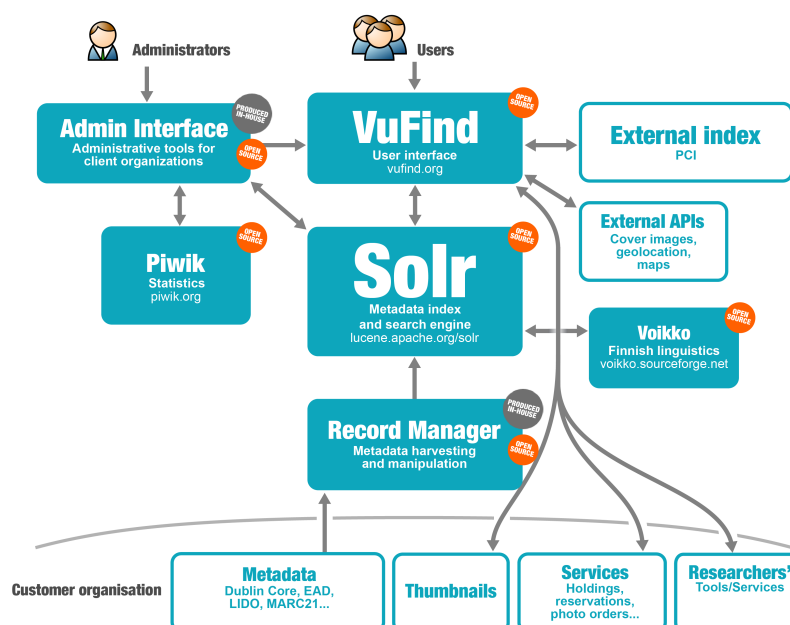 Administrators
Users
PRODUCED
IN-HOUSE
Admin Interface
Administrative tools for
client organizations
OPEN
SOURCE
OPEN
SOURCE
VuFind
User interface
vufind.org
External index
PCI
External APIs
Cover images,
geolocation,
maps
OPEN
SOURCE
Piwik
Statistics
piwik.org
OPEN
SOURCE
Solr
Metadata index
and search engine
lucene.apache.org/solr
OPEN
SOURCE
Voikko
Finnish linguistics
voikko.sourceforge.net
PRODUCED
IN-HOUSE
Record Manager
Metadata harvesting
and manipulation
OPEN
SOURCE
Customer organisation
Metadata
Dublin Core, EAD,
LIDO, MARC21...
Thumbnails
Services
Holdings,
reservations,
photo orders...
Researchers'
Tools/Services